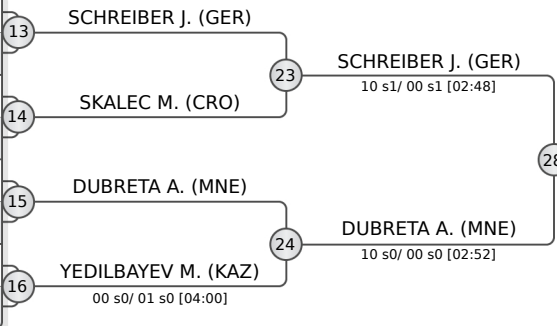 SCHREIBER J. (GER)
13
23
SCHREIBER J. (GER)
10 s1/ 00 s1 [02:48]
SKALEC M. (CRO)
14
28
DUBRETA A. (MNE)
15
24
DUBRETA A. (MNE)
10 s0/ 00 s0 [02:52]
YEDILBAYEV M. (KAZ)
16
00 s0/ 01 s0 [04:00]